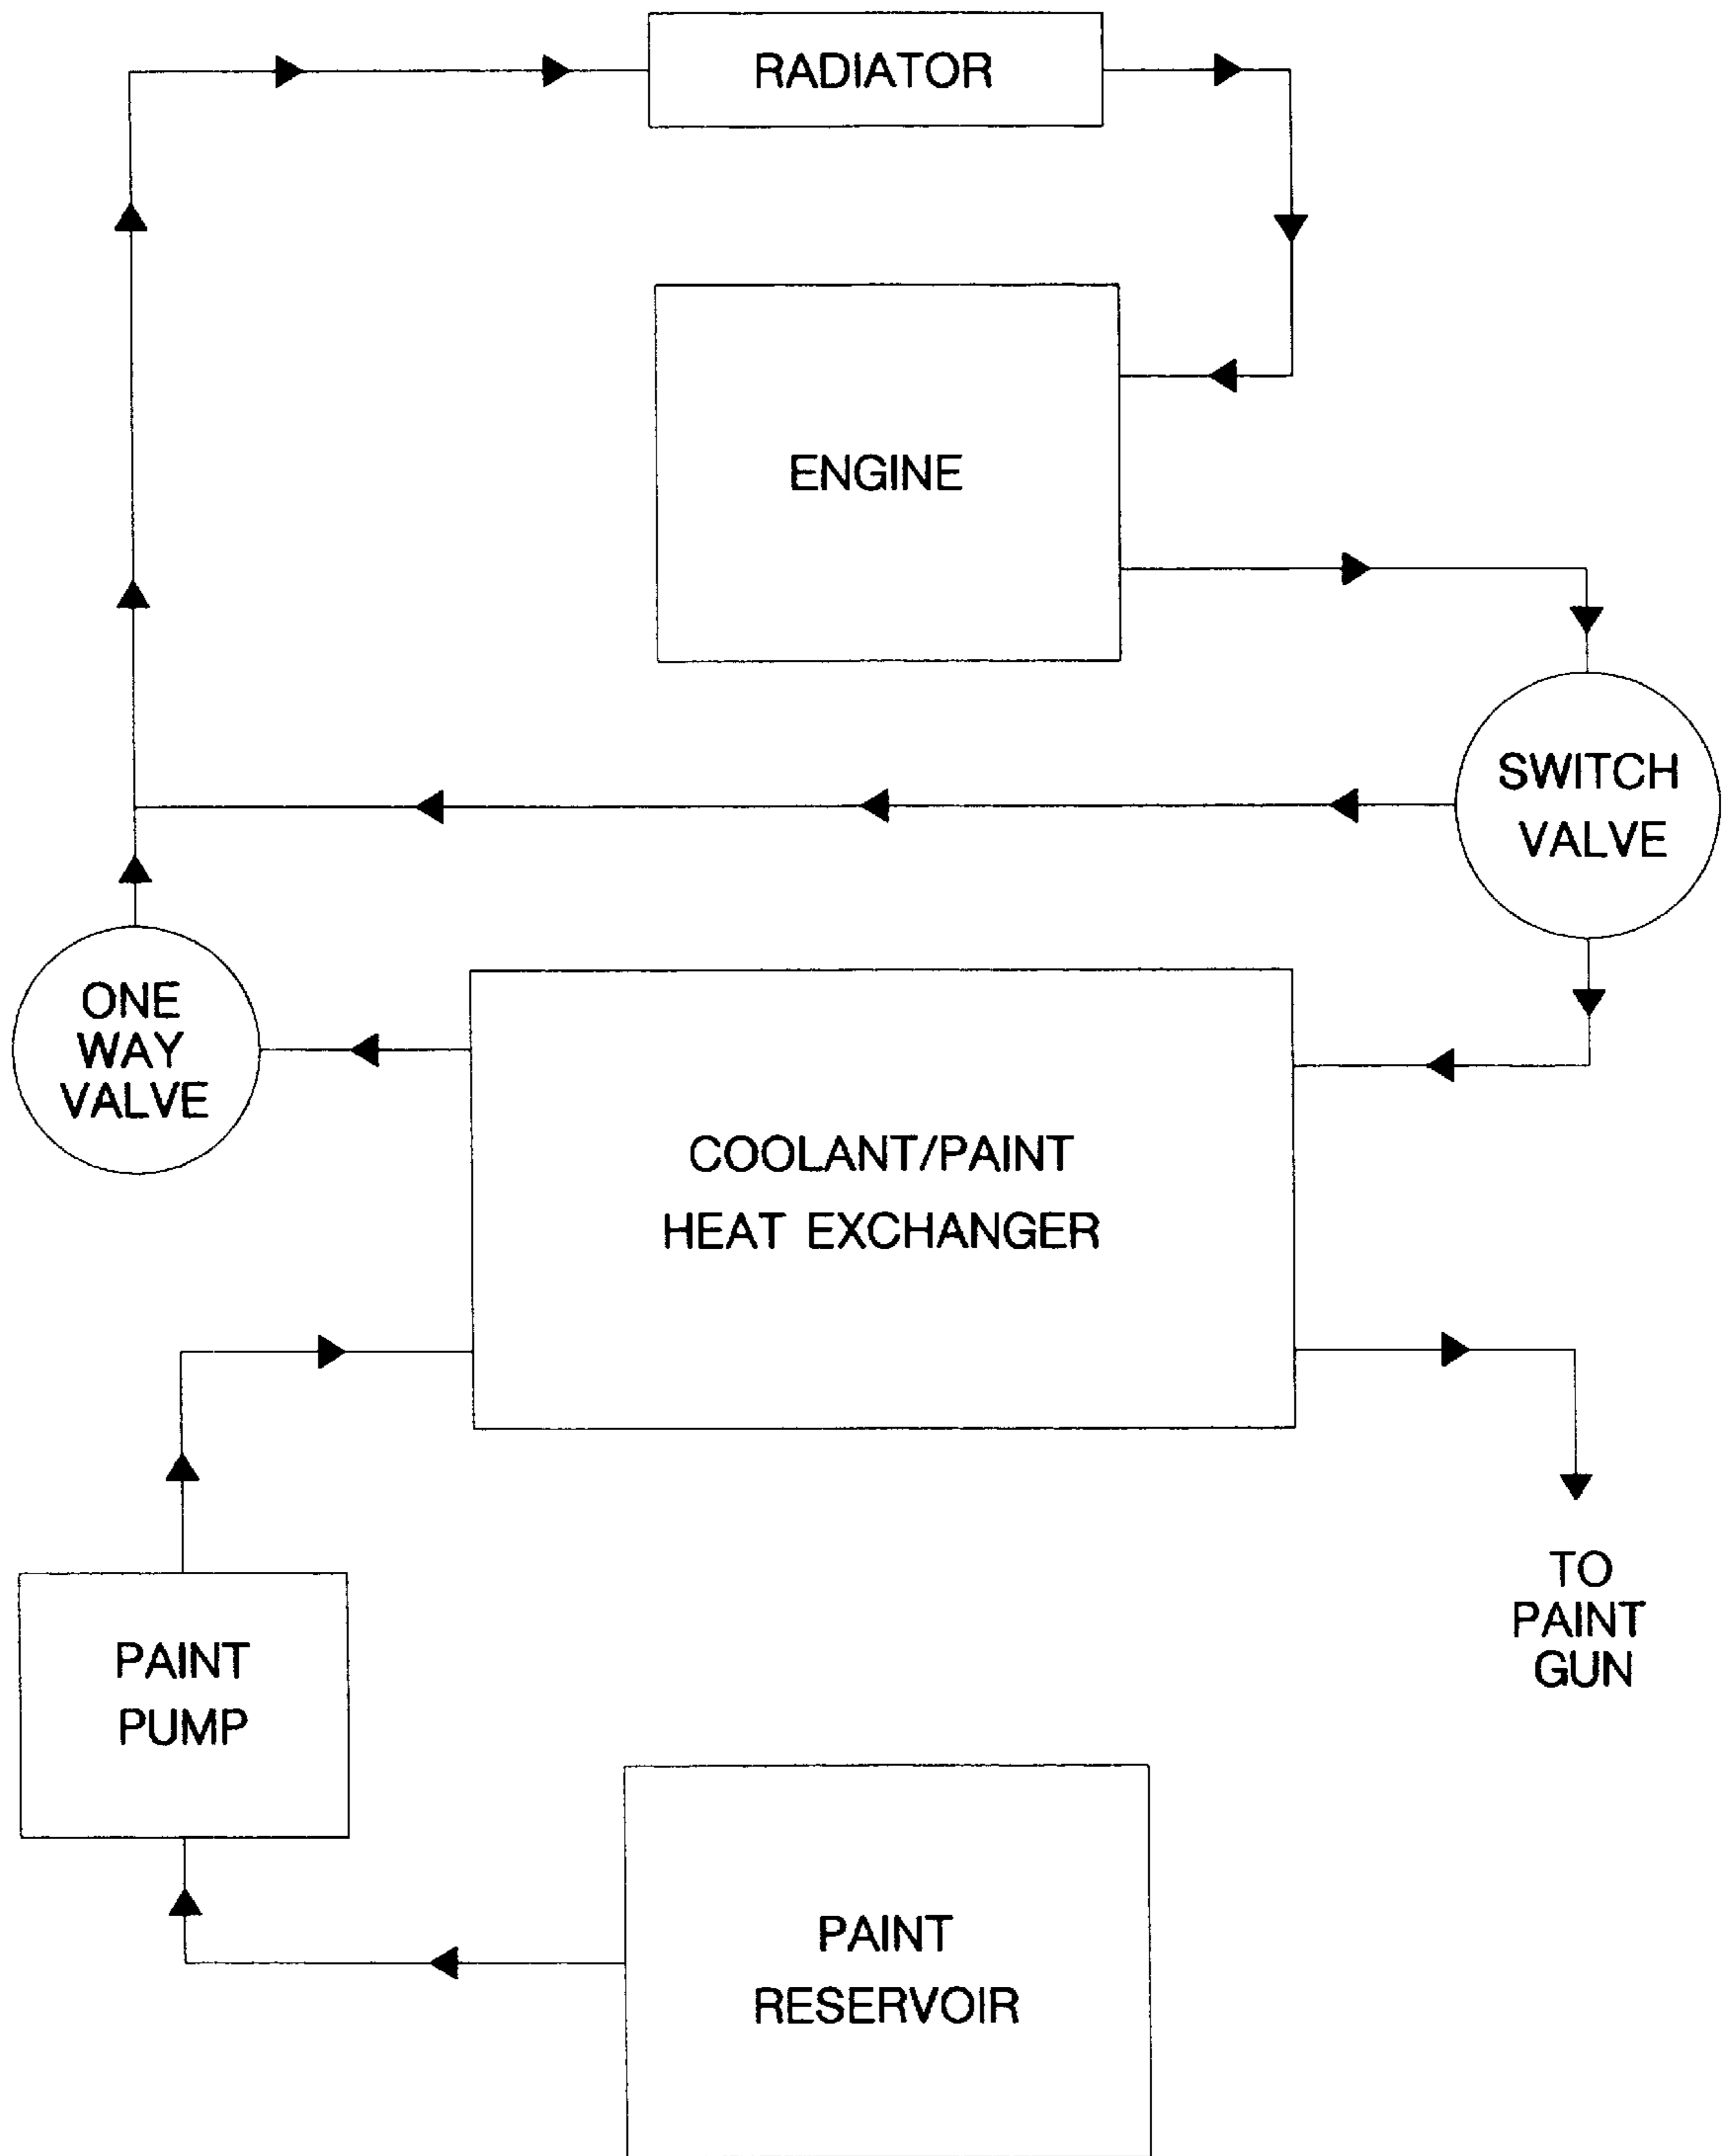 RADIATOR
ENGINE
SWITCH
VALVE
ONE
WAY
VALVE
COOLANT/PAINT
HEAT EXCHANGER
TO
PAINT
GUN
PAINT
PUMP
PAINT
RESERVOIR